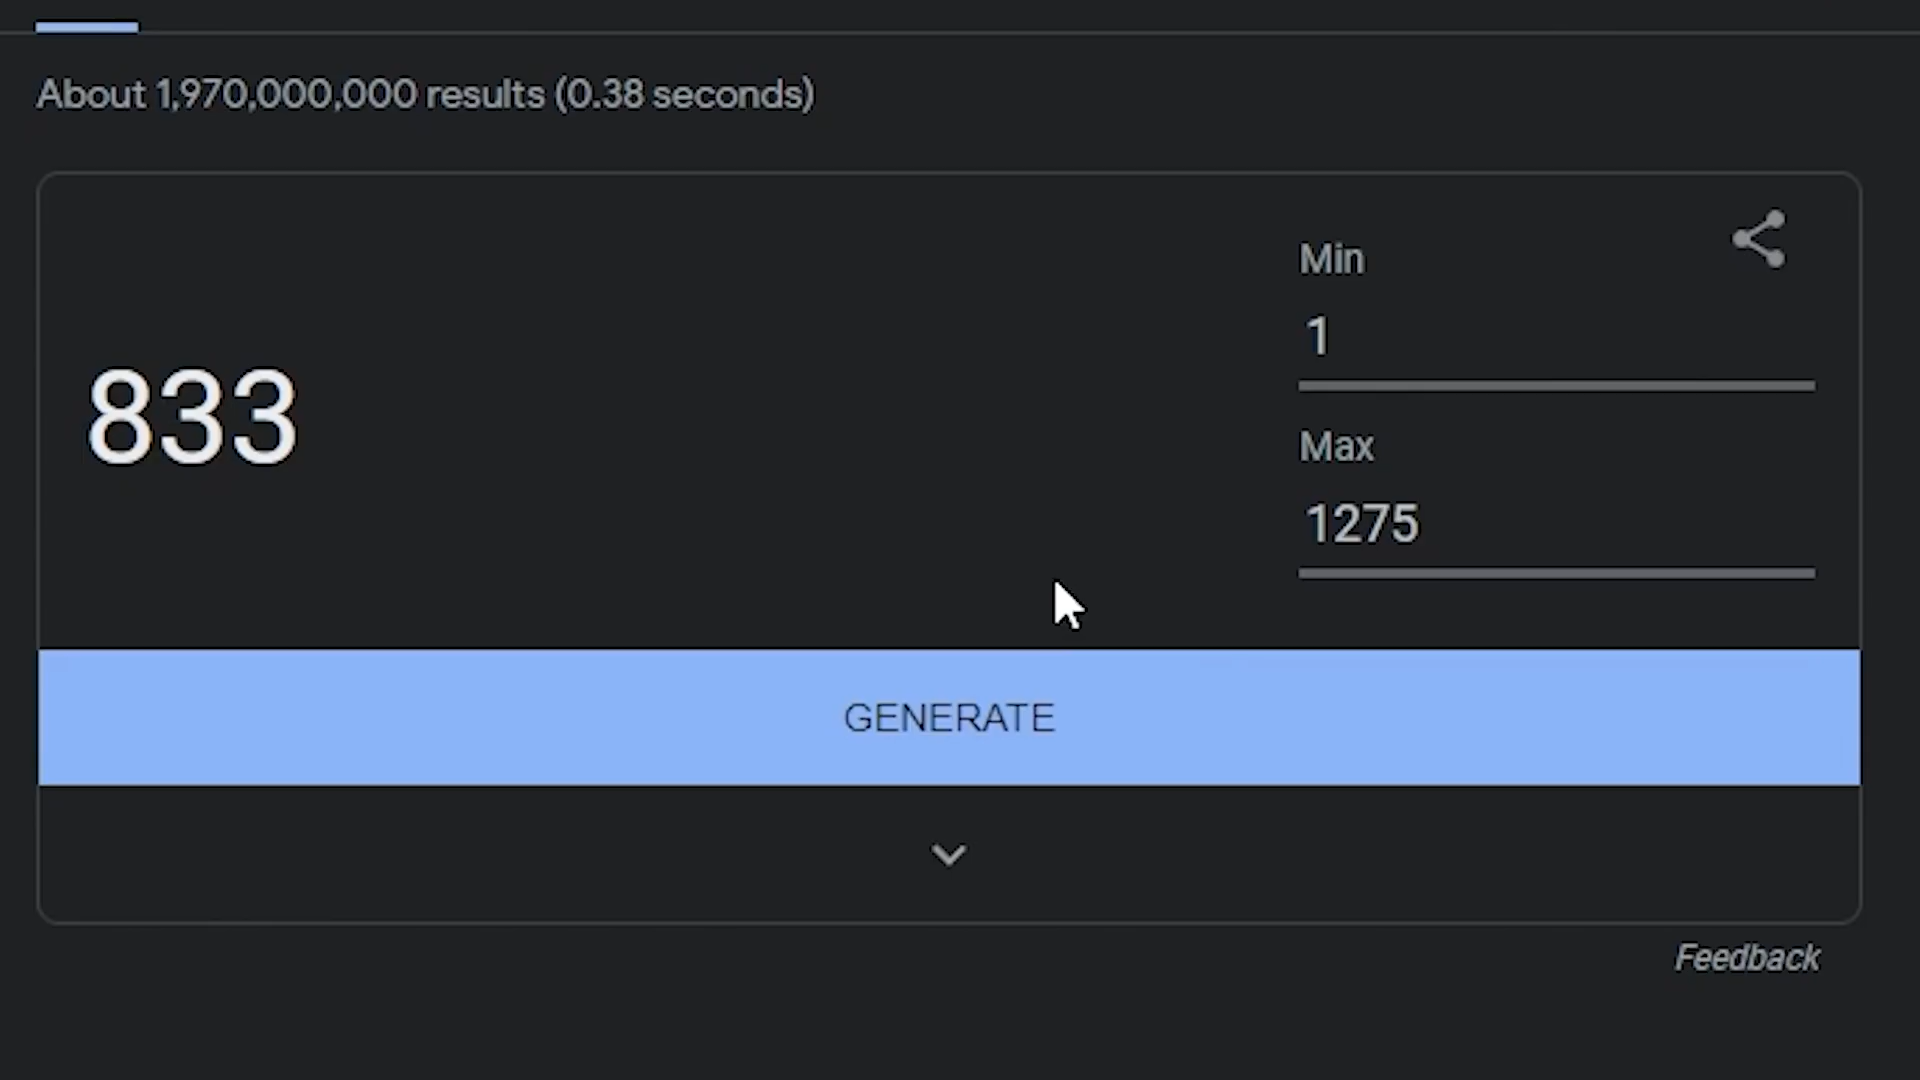 About 1,970,000,000 results (0.38 seconds)
Min
1
833
Max
1275
GENERATE
Feedback